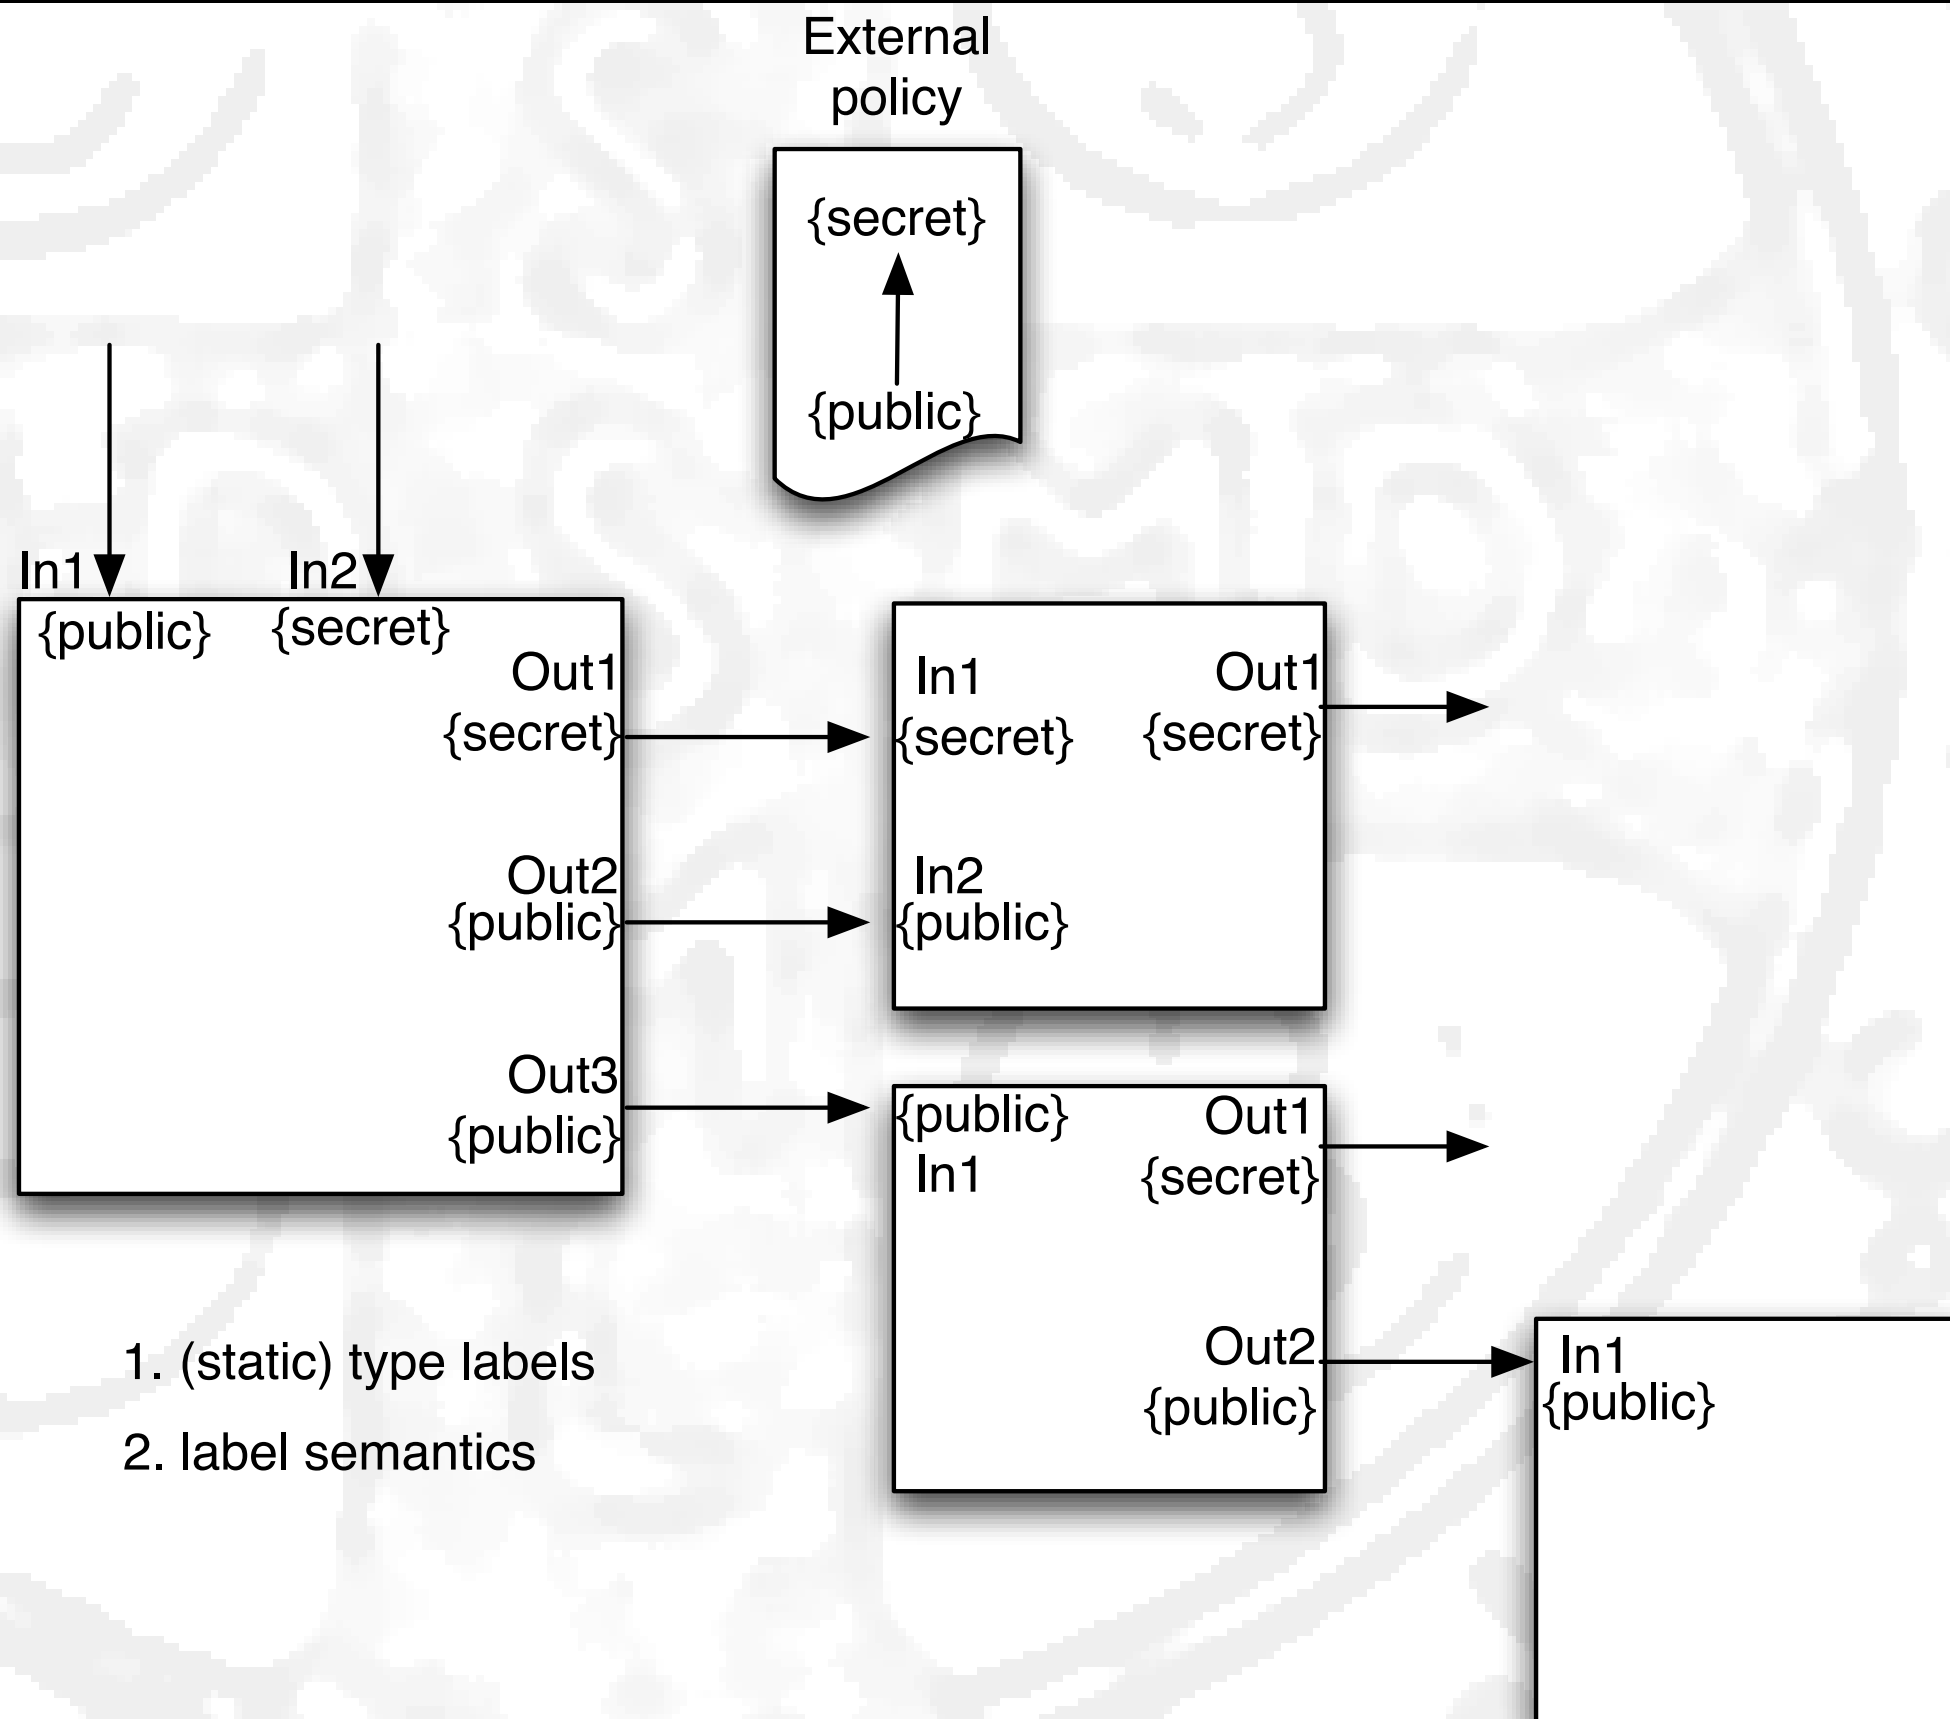 External
policy
{secret}
{public}
In1
In2
{public}
{secret}
Out1
{secret}
Out2
{public}
Out3
{public}
In1
{secret}
Out1
{secret}
In2
{public}
{public}
In1
Out1
{secret}
Out2
{public}
In1
{public}
1. (static) type labels
2. label semantics